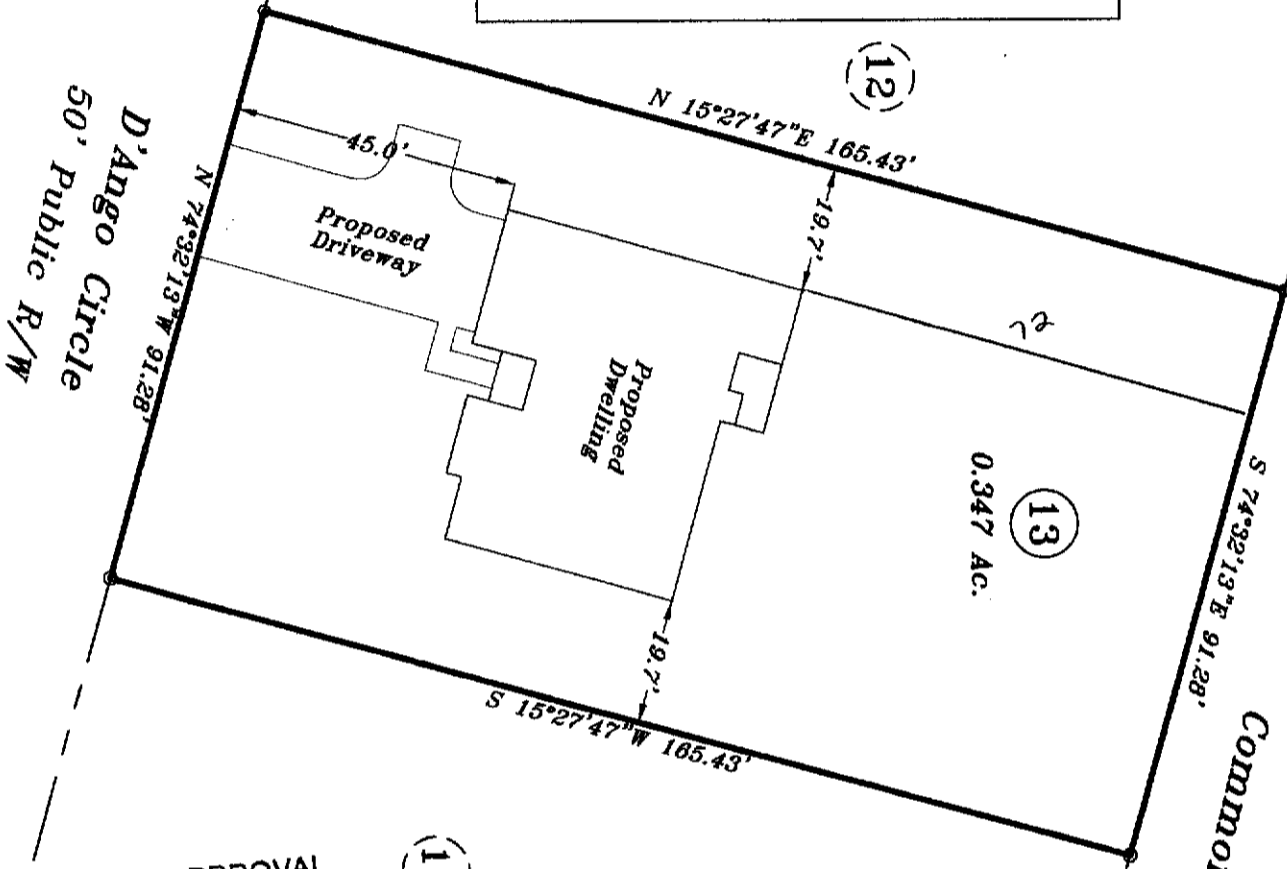 12
N 15°27'47"E 165.43'
45.0'
19.7'
Proposed
Driveway
D'Ango Circle
50' Public R/W
N 74°32'13"W 91.28'
Proposed
Dwelling
13
0.347 Ac.
S 74°32'13"E 91.28'
19.7'
S 15°27'47"W 165.43'